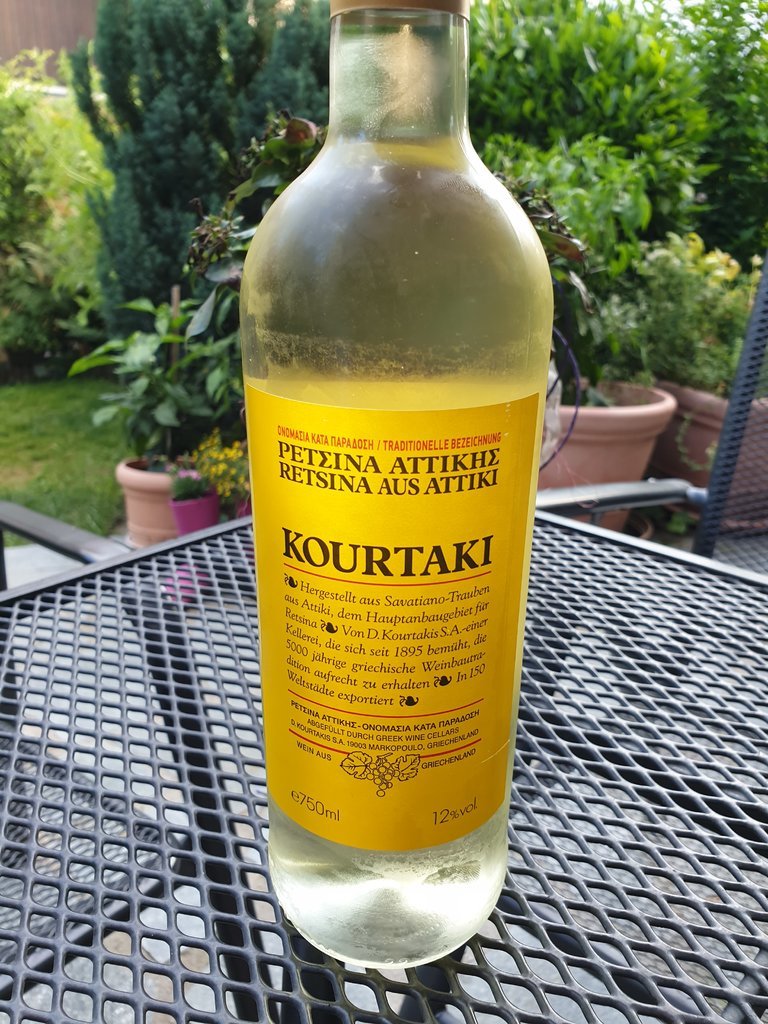 ΟΝΟΜΑΣΙΑ ΚΑΤΑ ΠΑΡΑΔΟΣΗ / TRADITIONELLE BEZEICHNUNG
ΡΕΤΣΙΝΑ ΑΤΤΙΚΗΣ
RETSINA AUS ATTIKI
KOURTAKI
Hergestellt aus Savatiano-Trauben
aus Attiki, dem Hauptanbaugebiet für
Retsina Von D. Kourtakis S.A.-einer
Kellerei, die sich seit 1895 bemüht, die
5000 jährige griechische Weinbautra-
dition aufrecht zu erhalten In 150
Weltstädte exportiert
ΡΕΤΣΙΝΑ ΑΤΤΙΚΗΣ - ΟΝΟΜΑΣΙΑ ΚΑΤΑ ΠΑΡΑΔΟΣΗ
ABGEFÜLLT DURCH GREEK WINE CELLARS
D.KOURTAKIS S.A. 19003 MARKOPOULO, GRIECHENLAND
WEIN AUS GRIECHENLAND
℮750ml 12%vol.